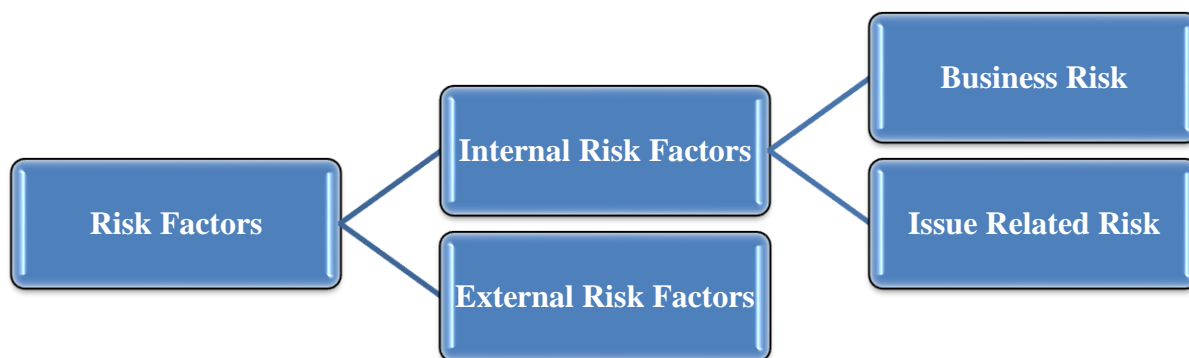 Risk Factors
Internal Risk Factors
External Risk Factors
Business Risk
Issue Related Risk